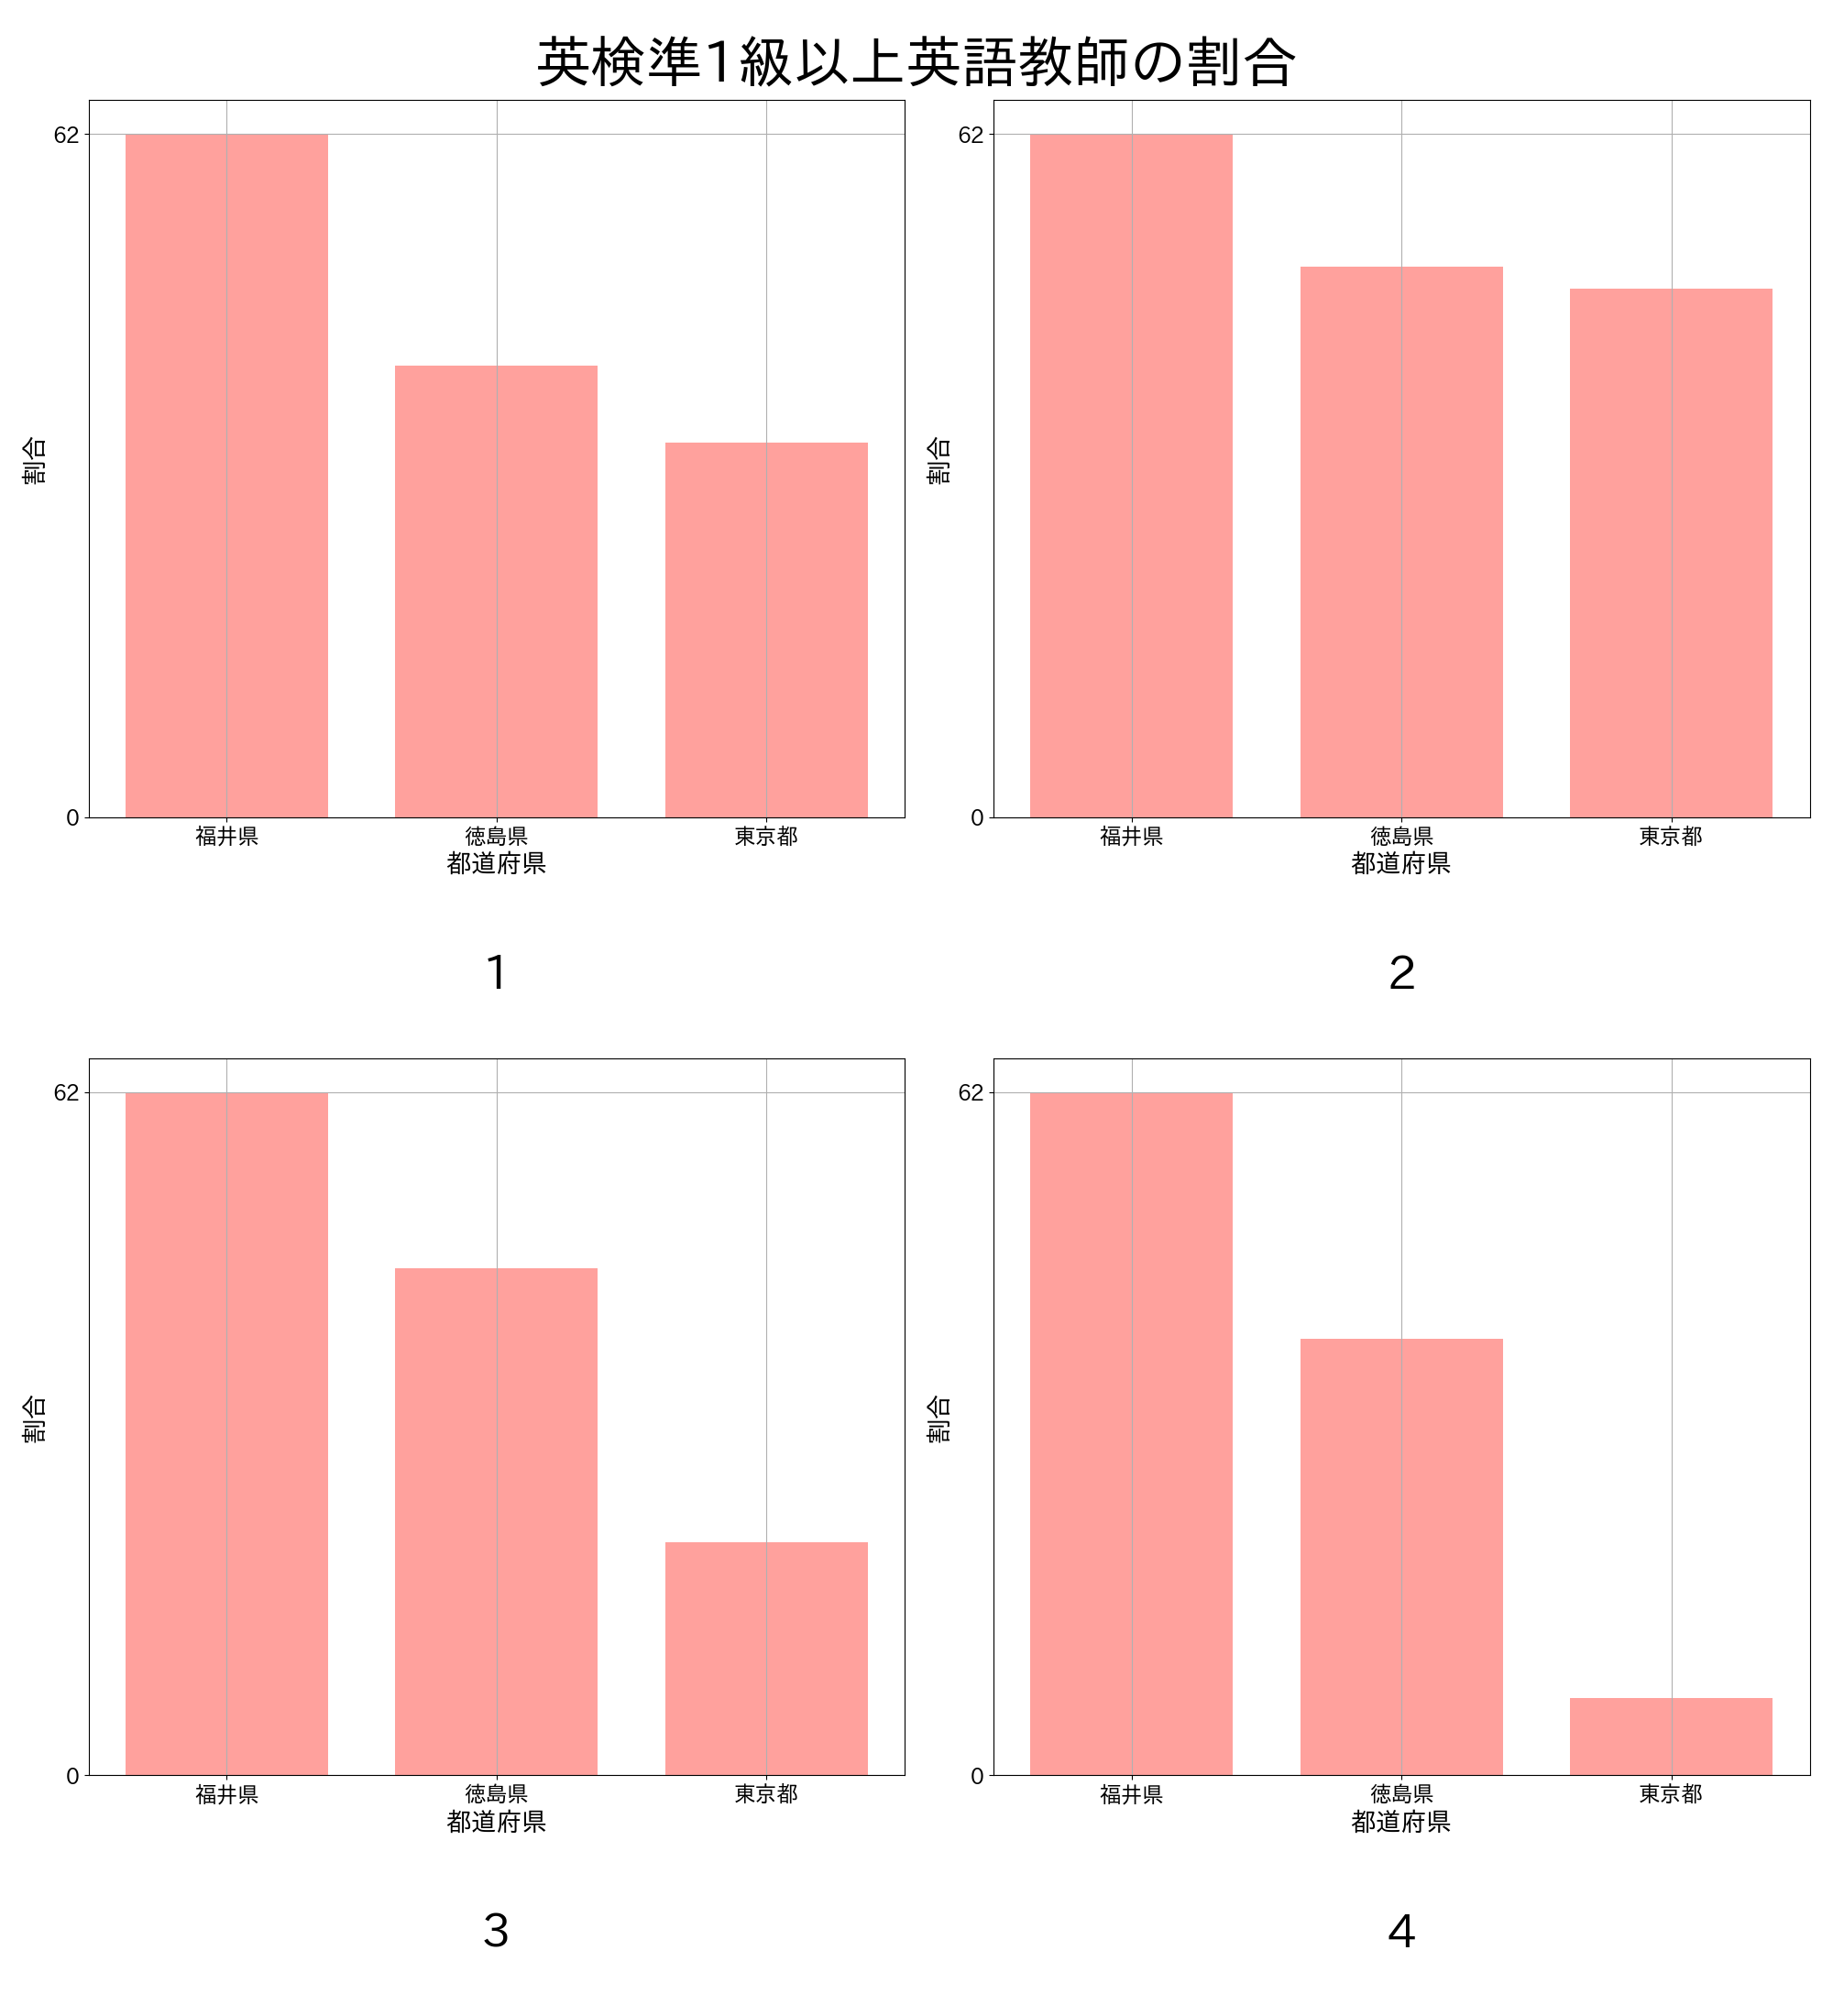 英検準1級以上英語教師の割合
62
0
割合
福井県 徳島県 東京都
都道府県
1
62
0
割合
福井県 徳島県 東京都
都道府県
2
62
0
割合
福井県 徳島県 東京都
都道府県
3
62
0
割合
福井県 徳島県 東京都
都道府県
4